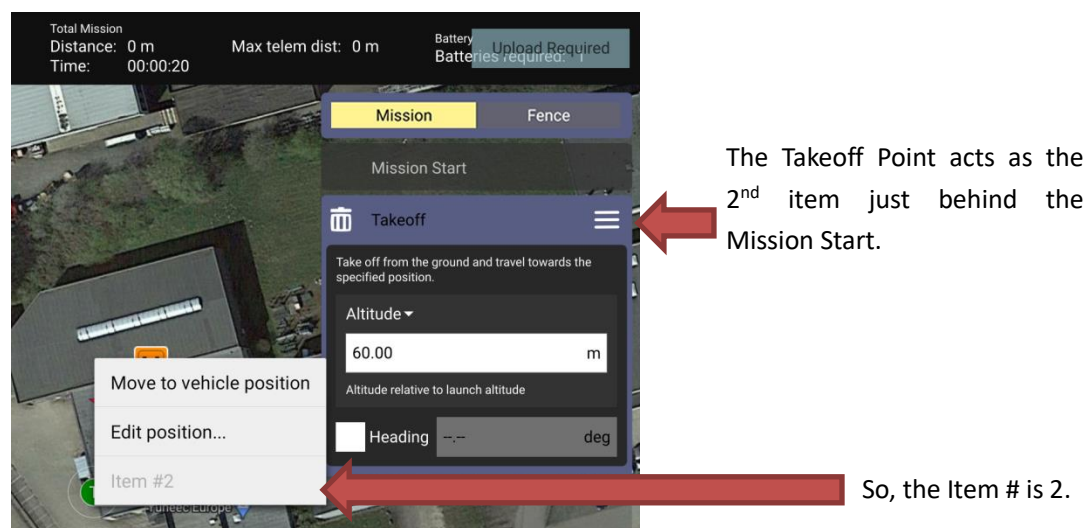 Total Mission
Distance: 0 m Max telem dist: 0 m Battery
Time: 00:00:20 Batteries required: 1
Upload Required
Mission Fence
Mission Start
Takeoff
Take off from the ground and travel towards the
specified position.
Altitude
60.00 m
Altitude relative to launch altitude
Heading --.-- deg
Move to vehicle position
Edit position...
Item #2
Yuneec Europe
The Takeoff Point acts as the
2nd item just behind the
Mission Start.
So, the Item # is 2.